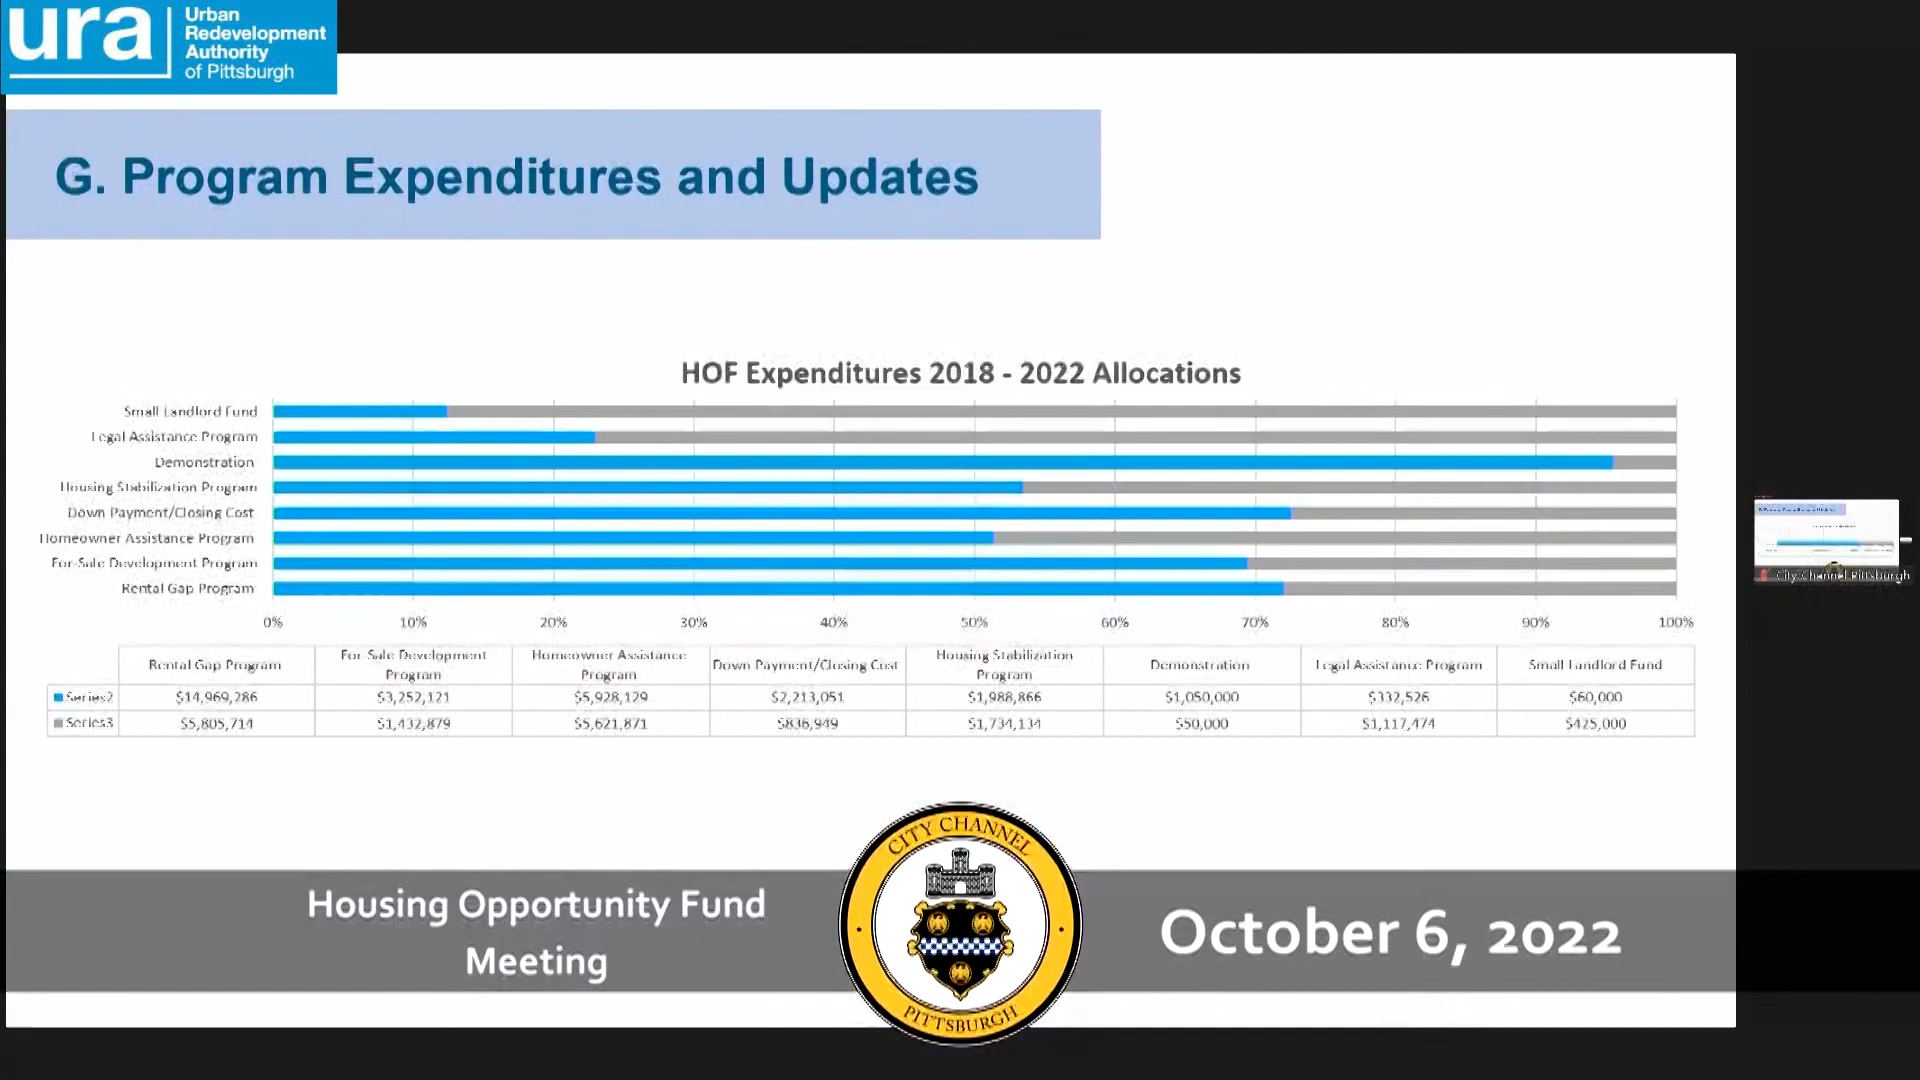 ura
Urban
Redevelopment
Authority
of Pittsburgh
G. Program Expenditures and Updates
HOF Expenditures 2018 - 2022 Allocations
Small Landlord Fund
Legal Assistance Program
Demonstration
Housing Stabilization Program
Down Payment/Closing Cost
Homeowner Assistance Program
For-Sale Development Program
Rental Gap Program
0% 10% 20% 30% 40% 50% 60% 70% 80% 90% 100%
Rental Gap Program For-Sale Development Program Homeowner Assistance Program Down Payment/Closing Cost Housing Stabilization Program Demonstration Legal Assistance Program Small Landlord Fund
Series2 $14,969,286 $3,252,121 $5,928,129 $2,213,051 $1,988,866 $1,050,000 $332,526 $60,000
Series3 $5,805,714 $1,432,879 $5,621,871 $836,949 $1,734,134 $50,000 $1,117,474 $425,000
Housing Opportunity Fund
Meeting
CITY CHANNEL
PITTSBURGH
October 6, 2022
City Channel Pittsburgh